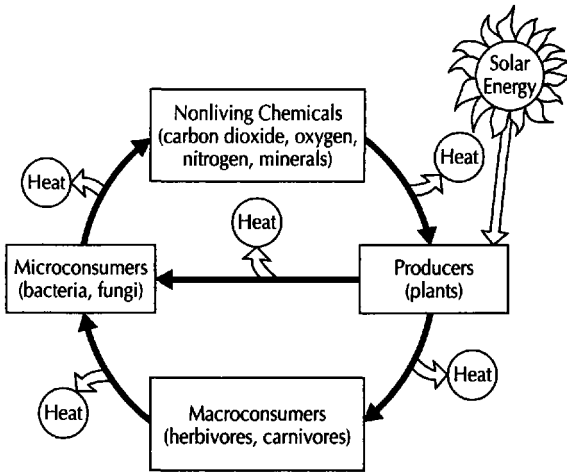 Solar
Energy
Nonliving Chemicals
(carbon dioxide, oxygen,
nitrogen, minerals)
Heat
Heat
Heat
Microconsumers
(bacteria, fungi)
Producers
(plants)
Heat
Heat
Macroconsumers
(herbivores, carnivores)